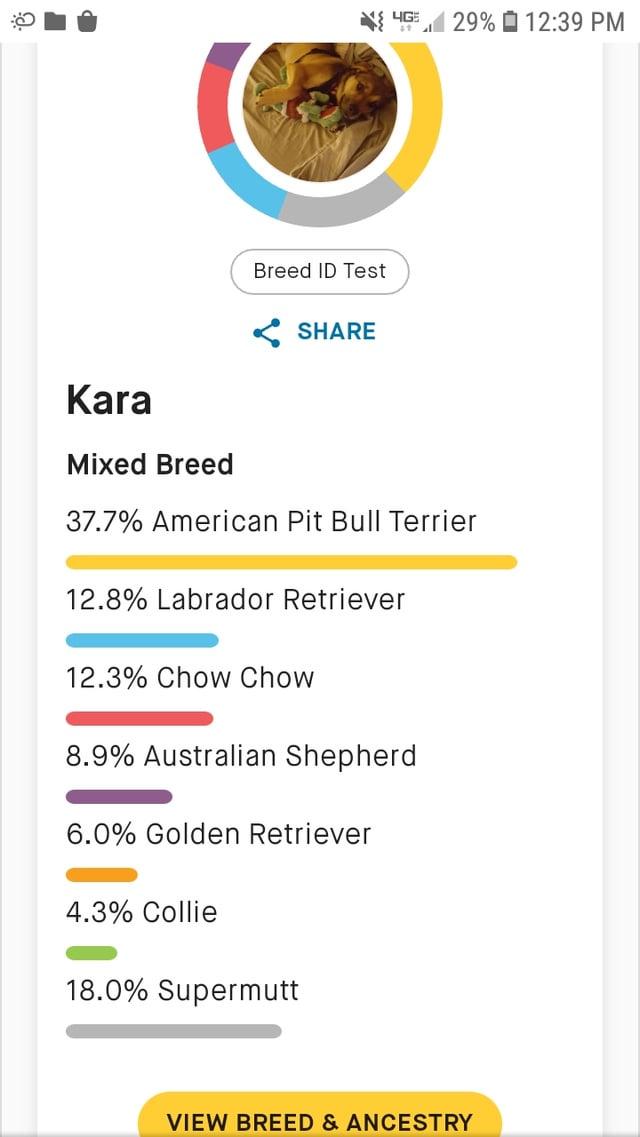 4GE 29% 12:39 PM
Breed ID Test
SHARE
Kara
Mixed Breed
37.7% American Pit Bull Terrier
12.8% Labrador Retriever
12.3% Chow Chow
8.9% Australian Shepherd
6.0% Golden Retriever
4.3% Collie
18.0% Supermutt
VIEW BREED & ANCESTRY